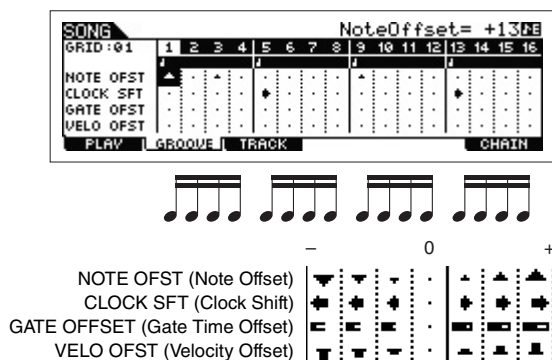 SONG NoteOffset= +13
GRID:01 1 2 3 4 5 6 7 8 9 10 11 12 13 14 15 16
NOTE OFST
CLOCK SFT
GATE OFST
VELO OFST
PLAY GROOVE TRACK CHAIN
– 0 +
NOTE OFST (Note Offset)
CLOCK SFT (Clock Shift)
GATE OFFSET (Gate Time Offset)
VELO OFST (Velocity Offset)